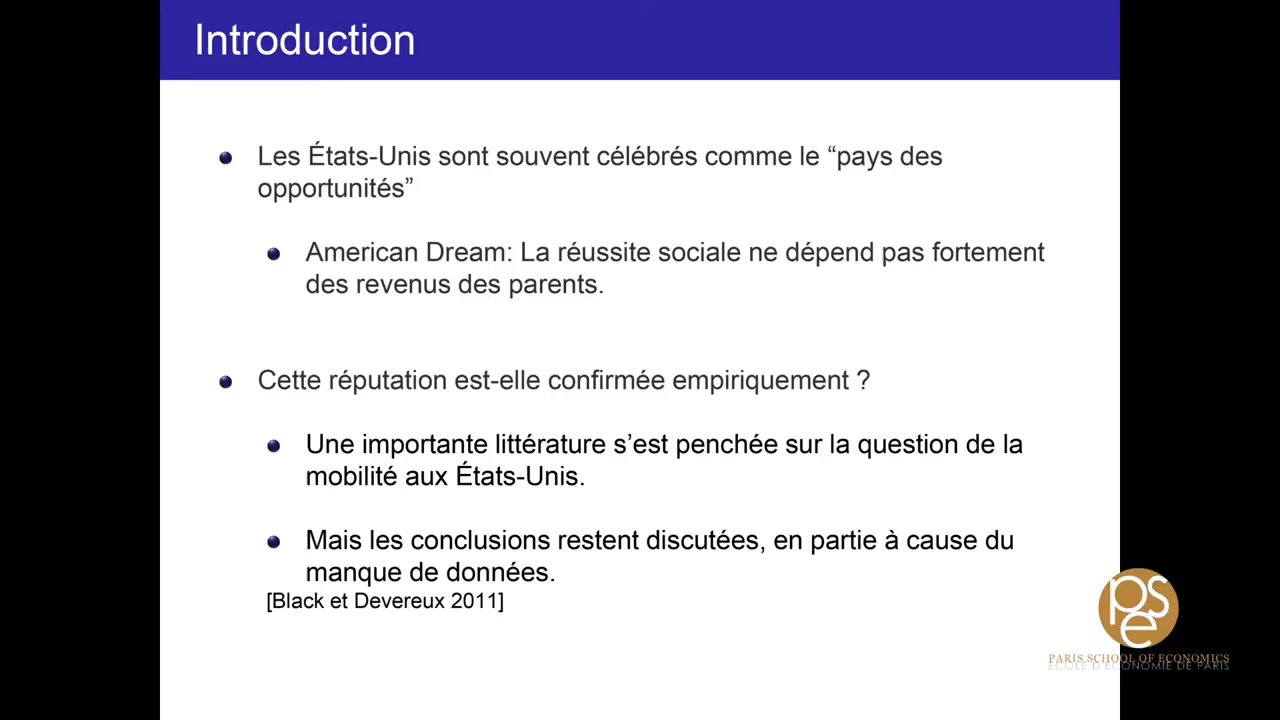 Introduction
Les États-Unis sont souvent célébrés comme le “pays des
opportunités”
American Dream: La réussite sociale ne dépend pas fortement
des revenus des parents.
Cette réputation est-elle confirmée empiriquement ?
Une importante littérature s’est penchée sur la question de la
mobilité aux États-Unis.
Mais les conclusions restent discutées, en partie à cause du
manque de données.
[Black et Devereux 2011]
pse
PARIS SCHOOL OF ECONOMICS
ECOLE D'ECONOMIE DE PARIS